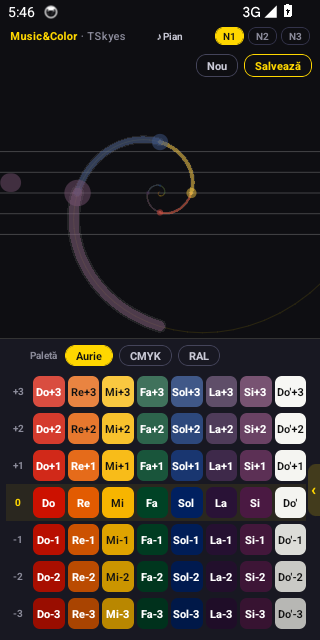 5:46 3G
Music&Color · TSkyes ♪Pian N1 N2 N3
Nou Salvează
Paletă Aurie CMYK RAL
+3 Do+3 Re+3 Mi+3 Fa+3 Sol+3 La+3 Si+3 Do'+3
+2 Do+2 Re+2 Mi+2 Fa+2 Sol+2 La+2 Si+2 Do'+2
+1 Do+1 Re+1 Mi+1 Fa+1 Sol+1 La+1 Si+1 Do'+1
0 Do Re Mi Fa Sol La Si Do'
-1 Do-1 Re-1 Mi-1 Fa-1 Sol-1 La-1 Si-1 Do'-1
-2 Do-2 Re-2 Mi-2 Fa-2 Sol-2 La-2 Si-2 Do'-2
-3 Do-3 Re-3 Mi-3 Fa-3 Sol-3 La-3 Si-3 Do'-3